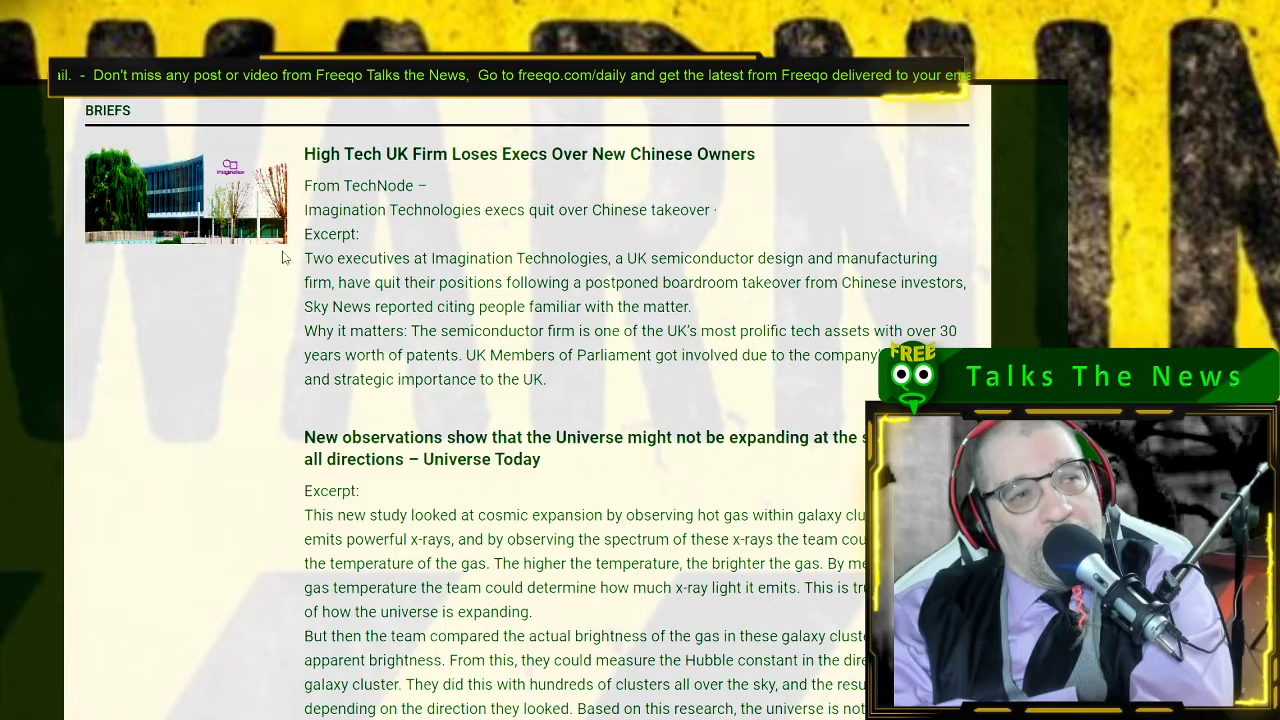 il. - Don't miss any post or video from Freeqo Talks the News, Go to freeqo.com/daily and get the latest from Freeqo delivered to your ema
BRIEFS
imagination
High Tech UK Firm Loses Execs Over New Chinese Owners
From TechNode –
Imagination Technologies execs quit over Chinese takeover ·
Excerpt:
Two executives at Imagination Technologies, a UK semiconductor design and manufacturing
firm, have quit their positions following a postponed boardroom takeover from Chinese investors,
Sky News reported citing people familiar with the matter.
Why it matters: The semiconductor firm is one of the UK's most prolific tech assets with over 30
years worth of patents. UK Members of Parliament got involved due to the company
and strategic importance to the UK.
FREE
Talks The News
New observations show that the Universe might not be expanding at the s
all directions – Universe Today
Excerpt:
This new study looked at cosmic expansion by observing hot gas within galaxy clu
emits powerful x-rays, and by observing the spectrum of these x-rays the team cou
the temperature of the gas. The higher the temperature, the brighter the gas. By me
gas temperature the team could determine how much x-ray light it emits. This is tru
of how the universe is expanding.
But then the team compared the actual brightness of the gas in these galaxy cluste
apparent brightness. From this, they could measure the Hubble constant in the dire
galaxy cluster. They did this with hundreds of clusters all over the sky, and the resu
depending on the direction they looked. Based on this research, the universe is not